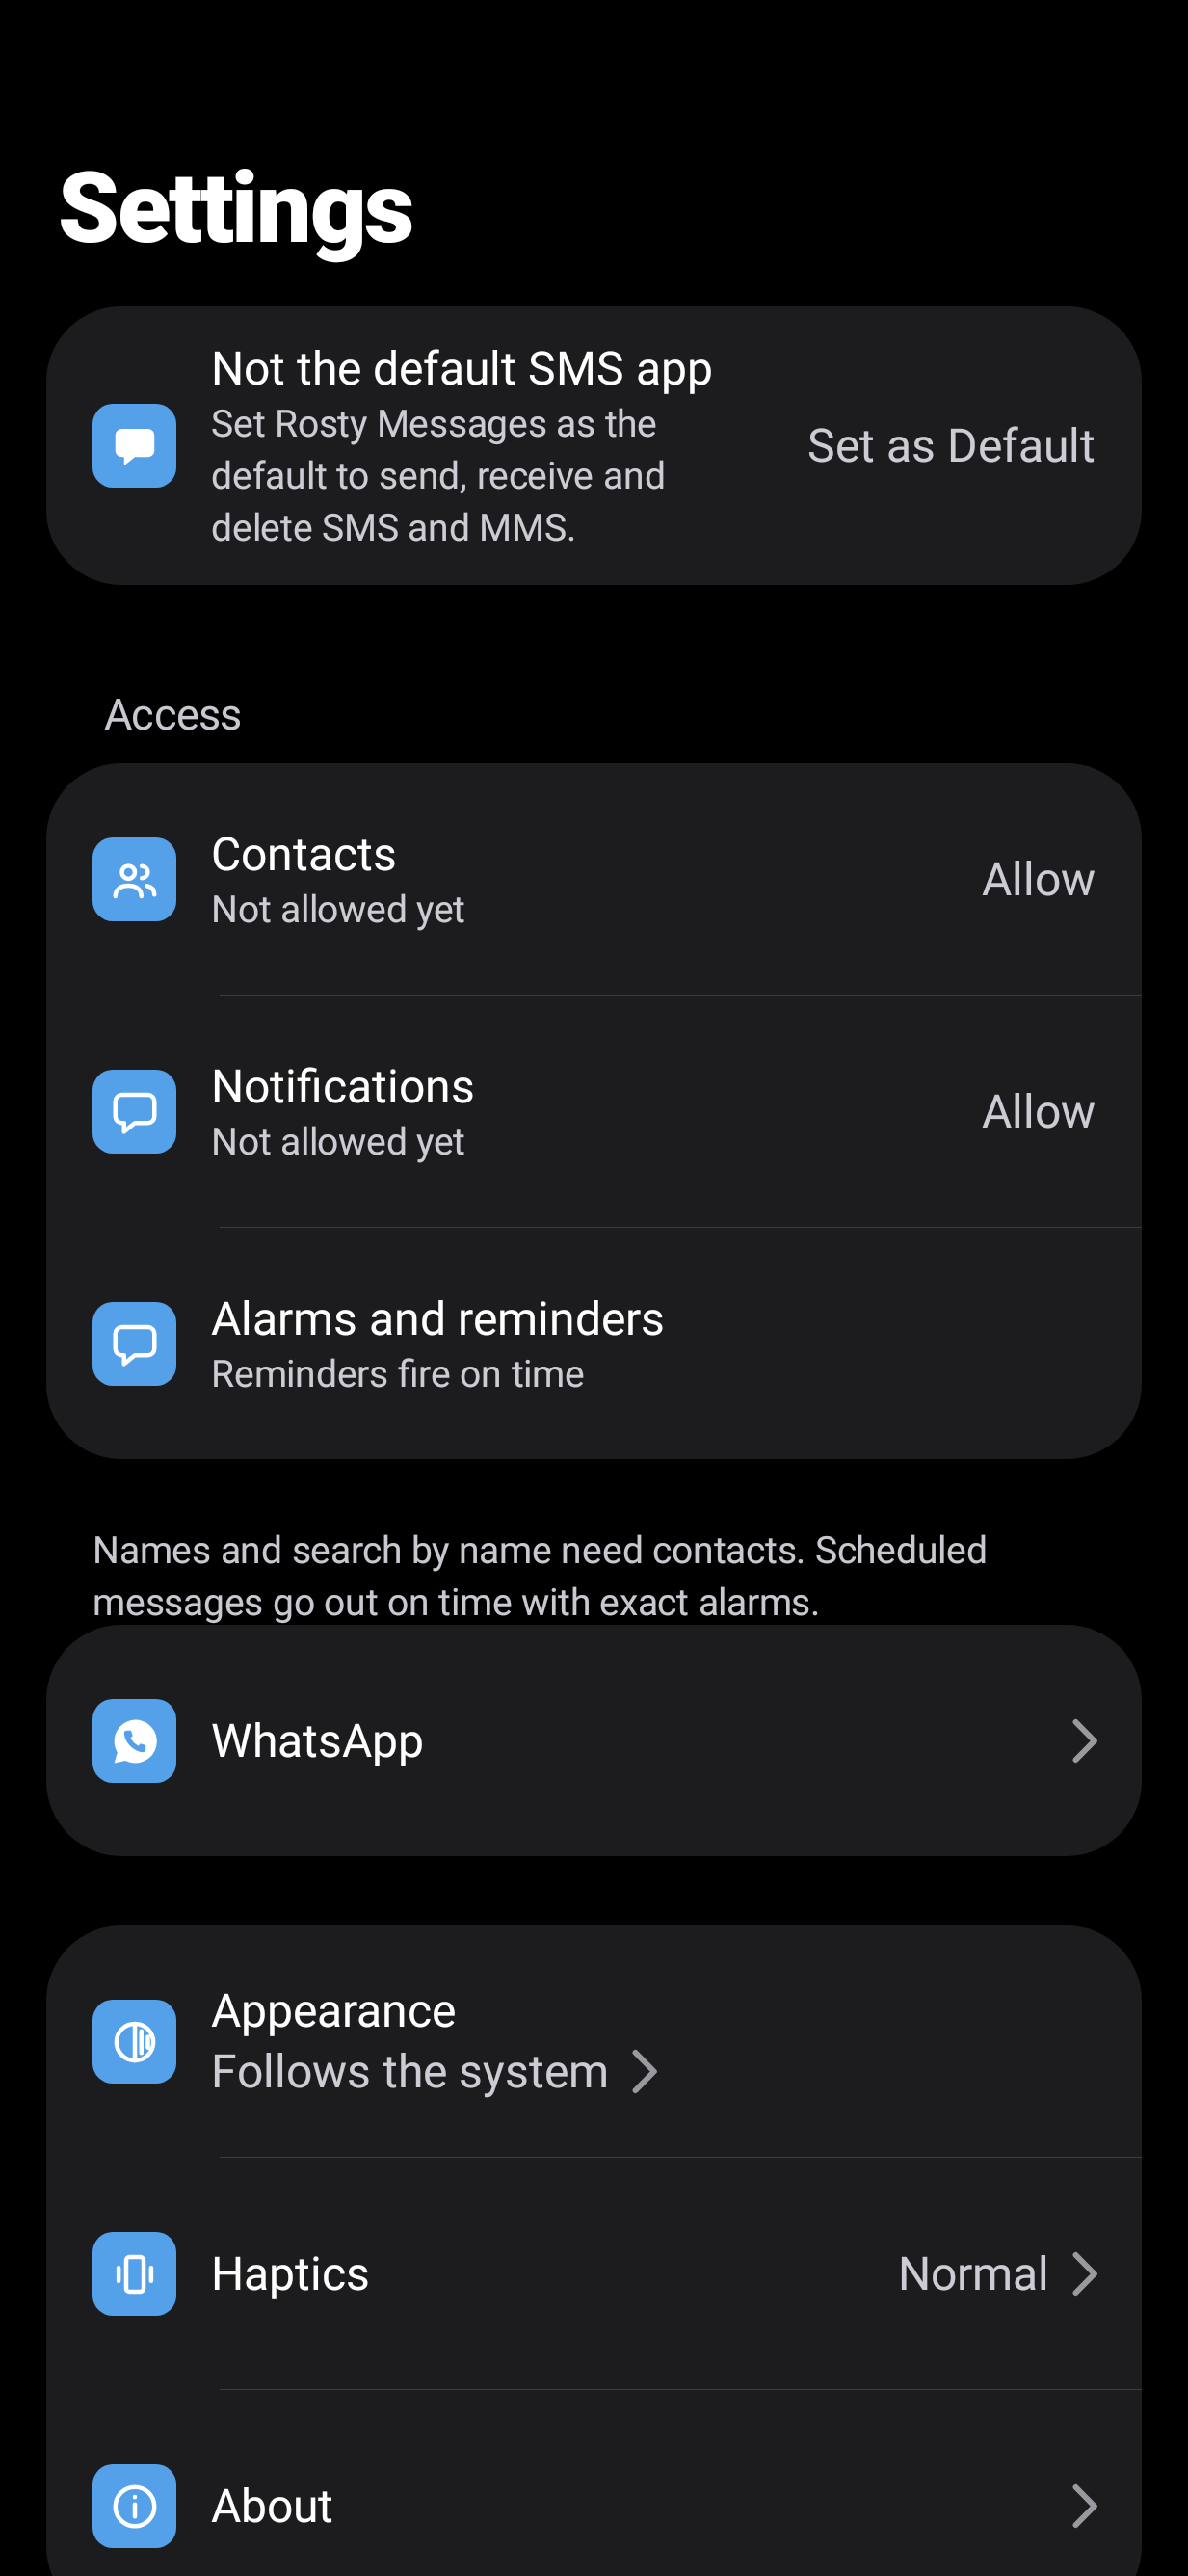 Settings
Not the default SMS app
Set Rosty Messages as the
default to send, receive and
delete SMS and MMS.
Set as Default
Access
Contacts
Not allowed yet
Allow
Notifications
Not allowed yet
Allow
Alarms and reminders
Reminders fire on time
Names and search by name need contacts. Scheduled
messages go out on time with exact alarms.
WhatsApp
Appearance
Follows the system
Haptics
Normal
About